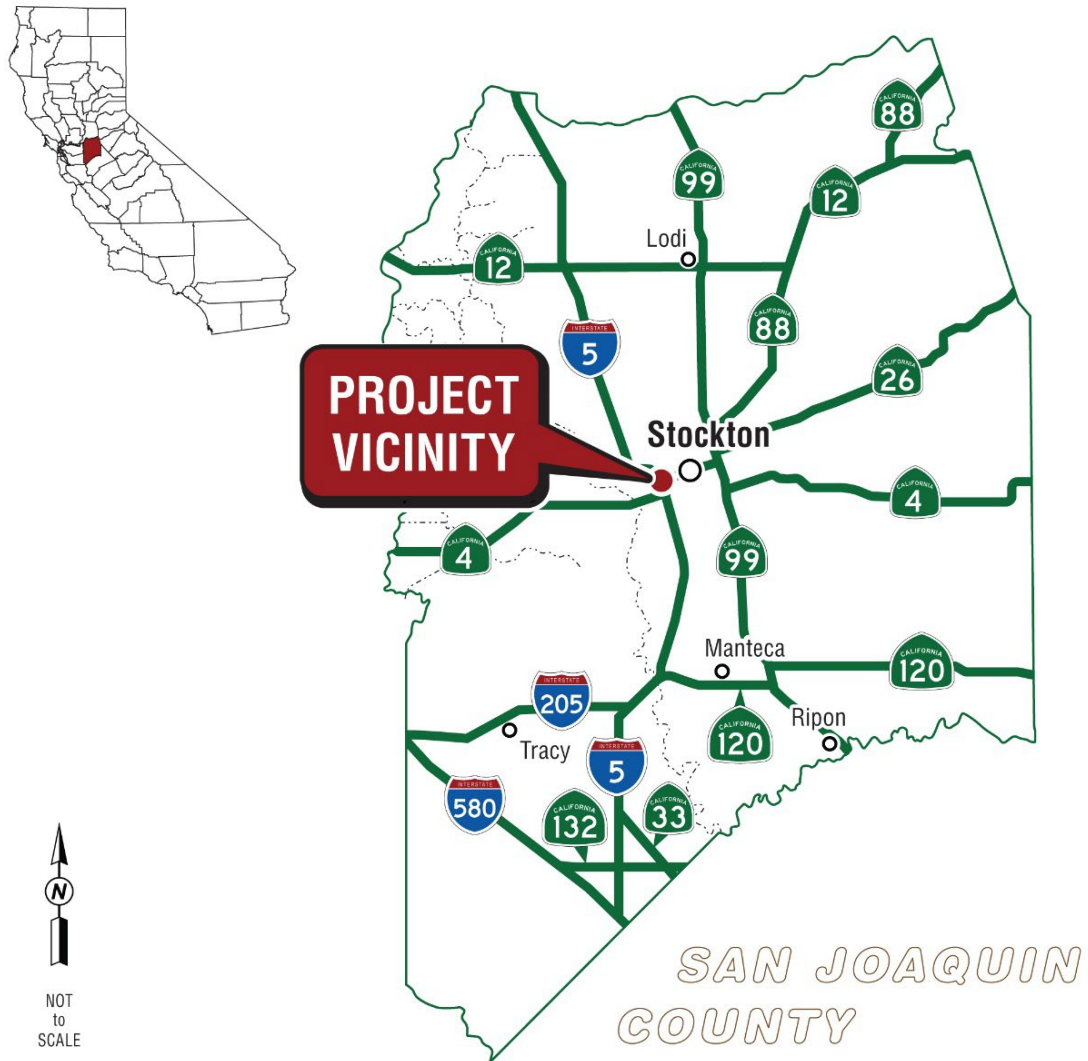 CALIFORNIA
88
CALIFORNIA
99
CALIFORNIA
12
Lodi
CALIFORNIA
12
CALIFORNIA
88
INTERSTATE
5
CALIFORNIA
26
PROJECT
VICINITY
Stockton
CALIFORNIA
4
CALIFORNIA
4
CALIFORNIA
99
Manteca
CALIFORNIA
120
INTERSTATE
205
Ripon
CALIFORNIA
120
Tracy
INTERSTATE
5
INTERSTATE
580
CALIFORNIA
132
CALIFORNIA
33
N
NOT
to
SCALE
SAN JOAQUIN
COUNTY